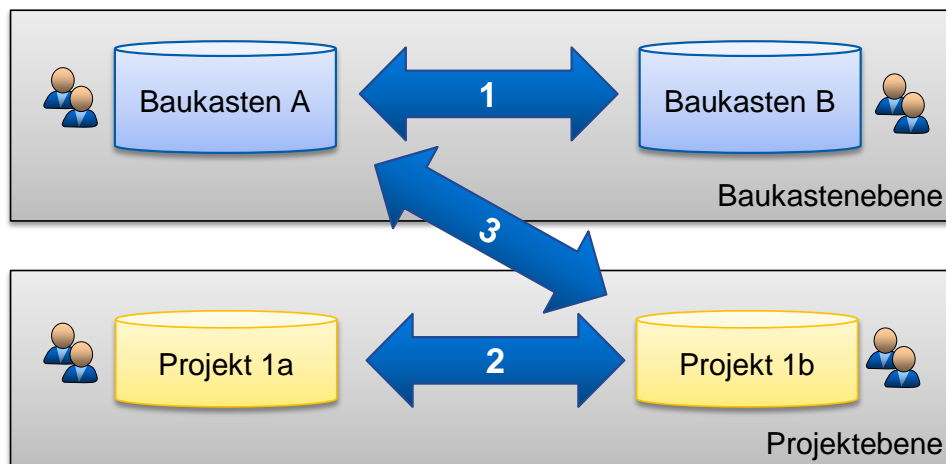 Baukasten A
1
Baukasten B
Baukastenebene
3
Projekt 1a
2
Projekt 1b
Projektebene